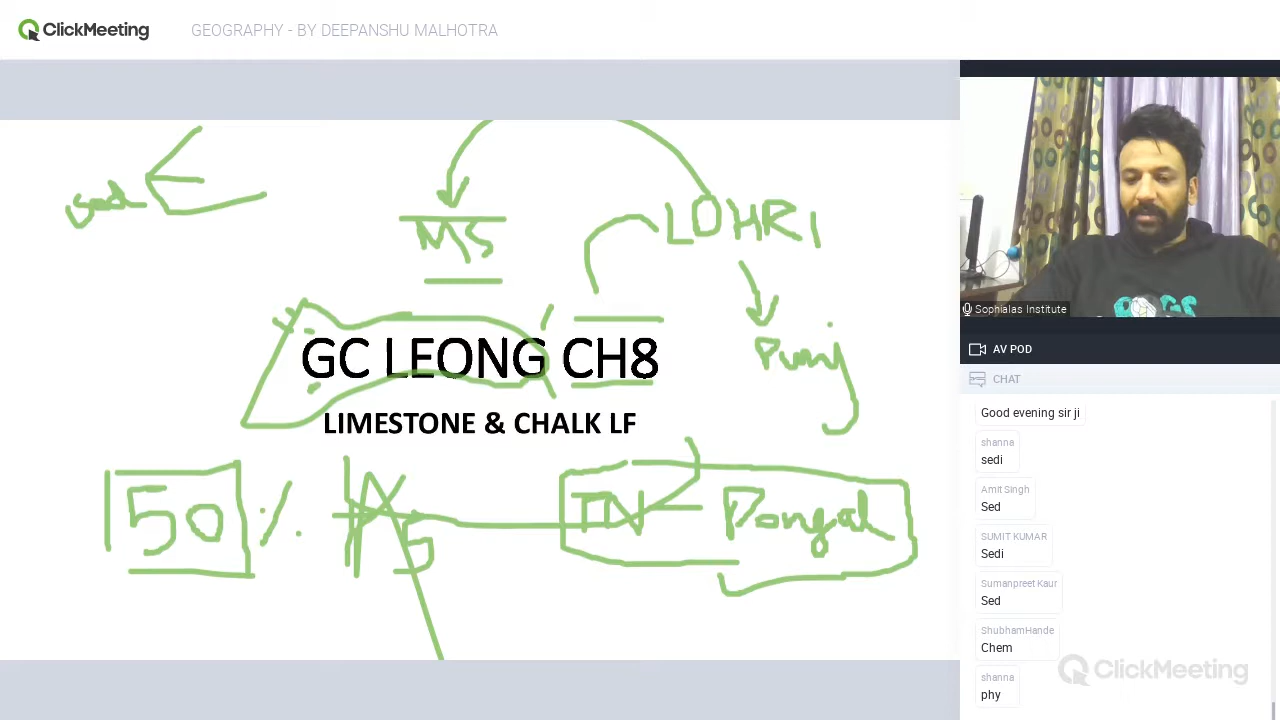 ClickMeeting
GEOGRAPHY - BY DEEPANSHU MALHOTRA
sed
MS
LOHRI
Punj
GC LEONG CH8
LIMESTONE & CHALK LF
50 %
TN
Pongal
Sophialas Institute
AV POD
CHAT
Good evening sir ji
shanna
sedi
Amit Singh
Sed
SUMIT KUMAR
Sedi
Sumanpreet Kaur
Sed
ShubhamHande
Chem
shanna
phy
ClickMeeting